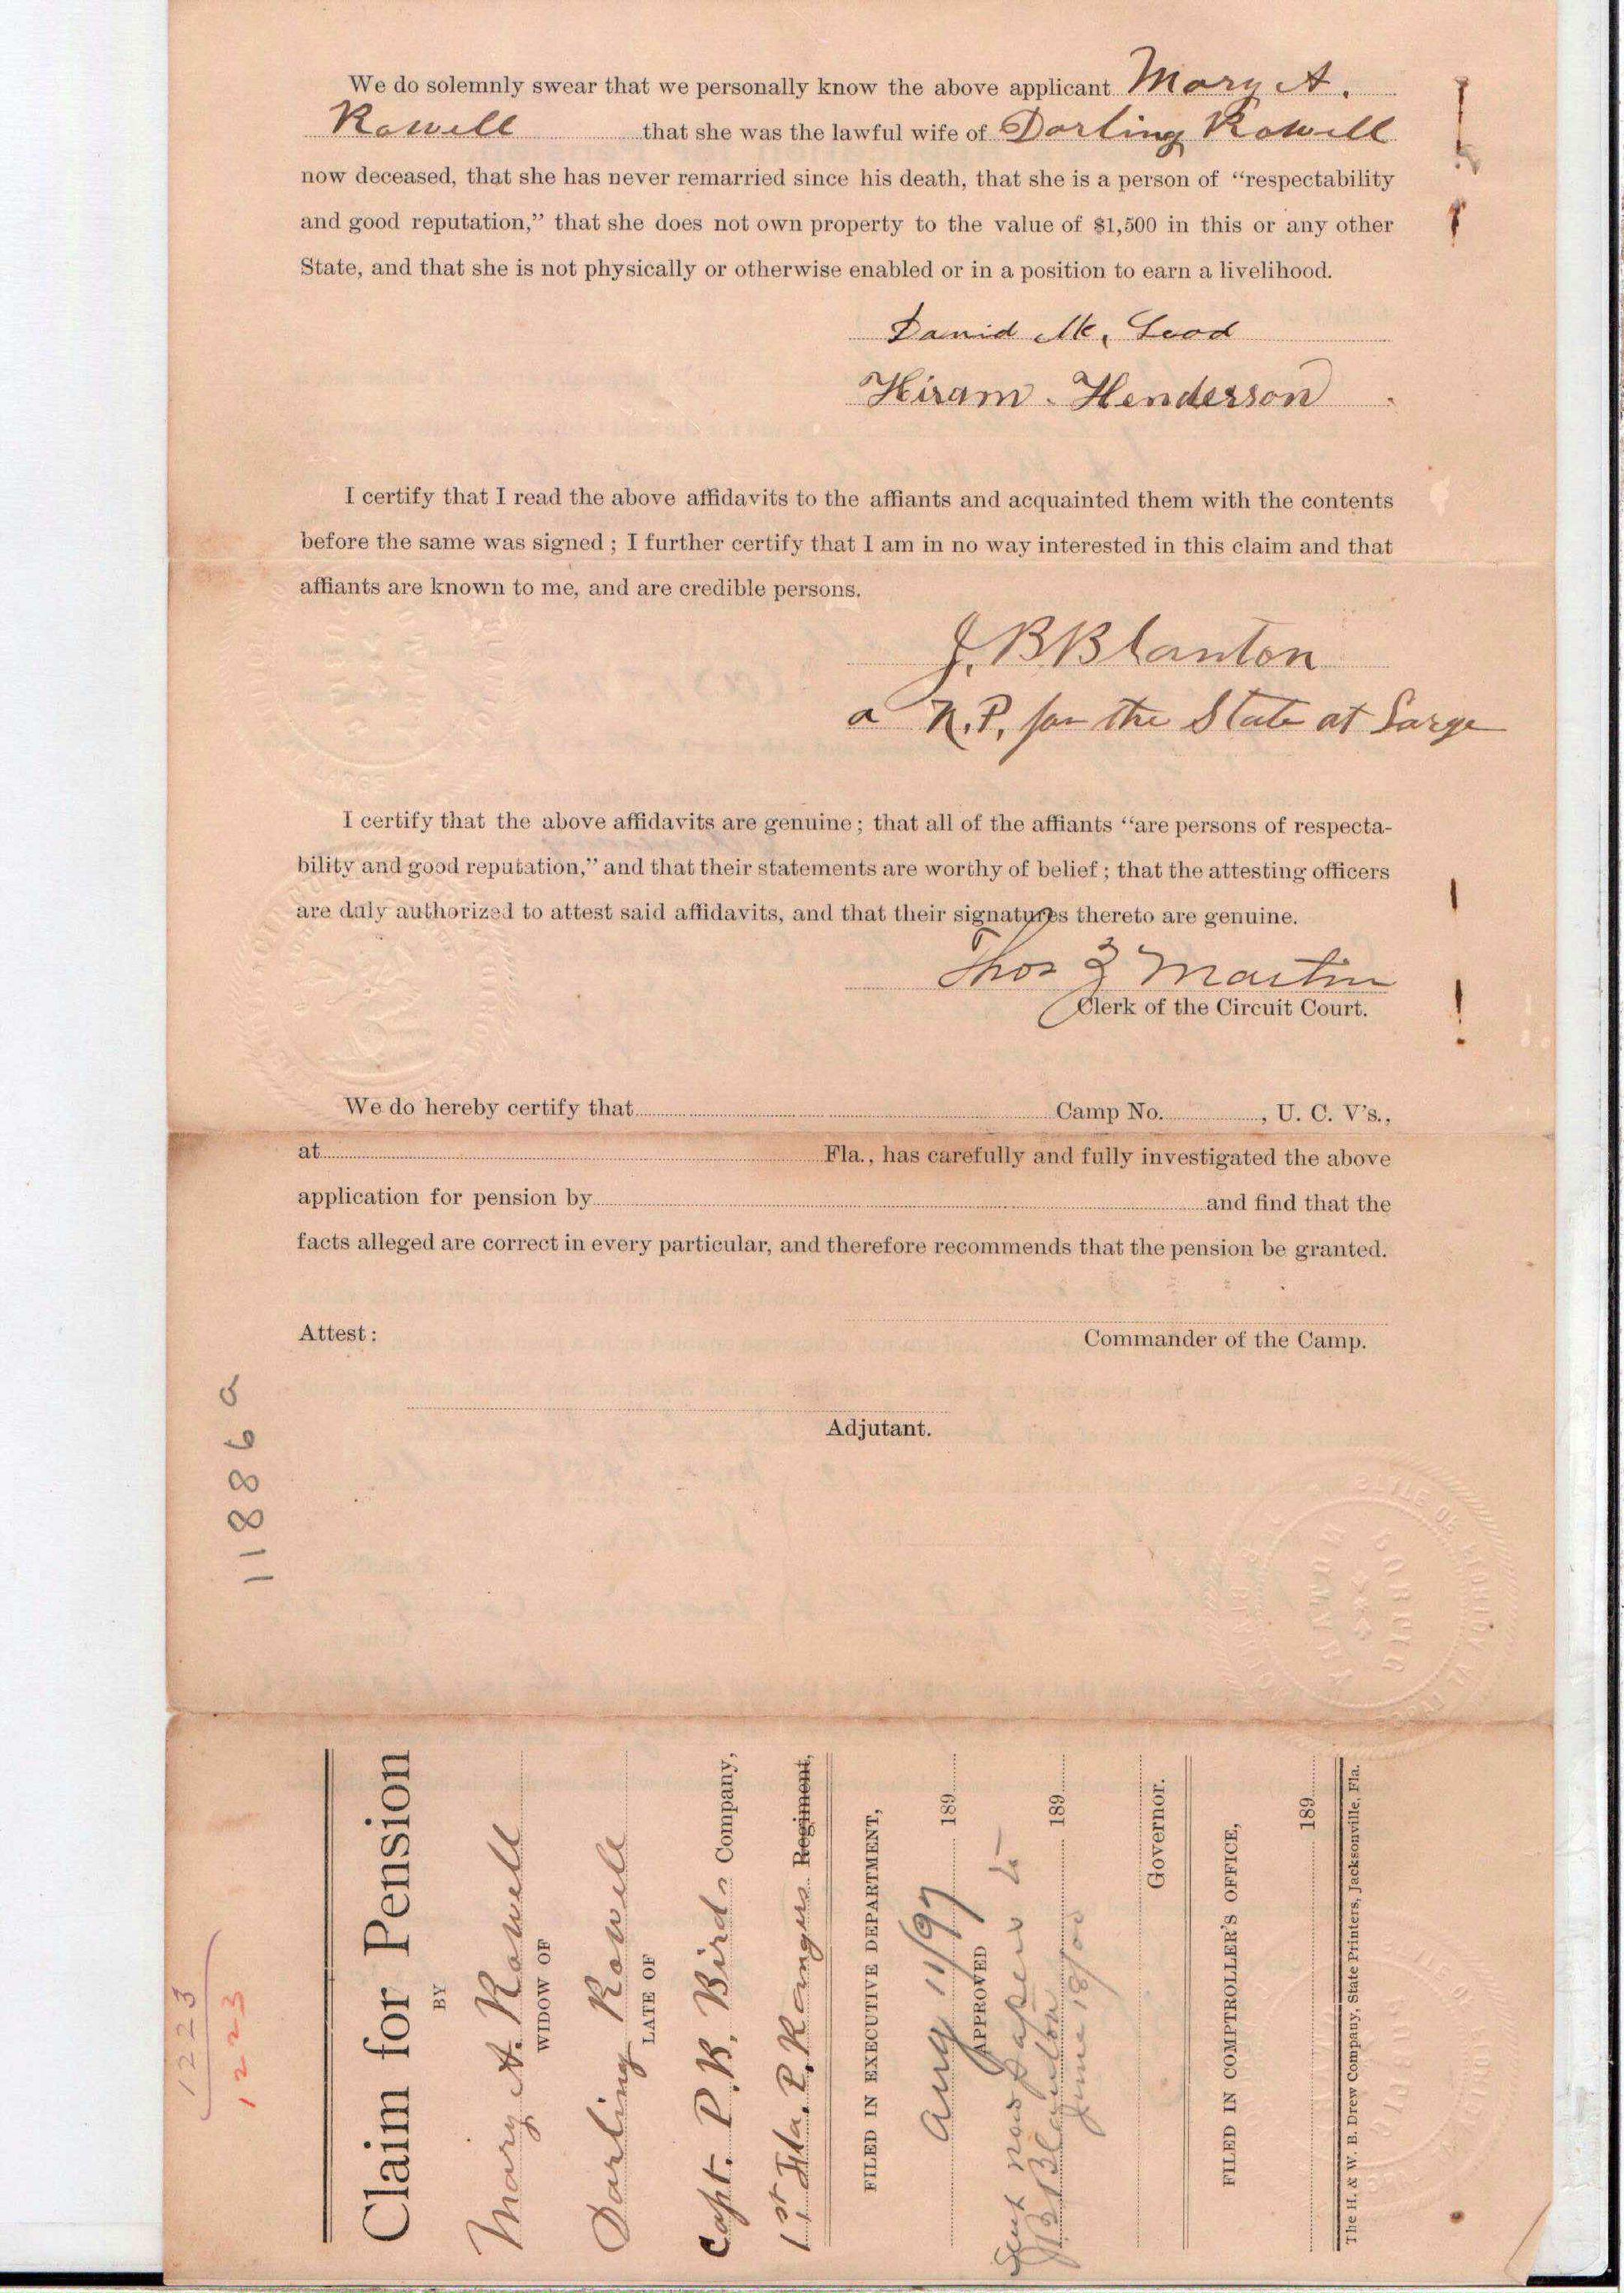 We do solemnly swear that we personally know the above applicant Mary A.
Rowell that she was the lawful wife of Darling Rowell
now deceased, that she has never remarried since his death, that she is a person of “respectability
and good reputation,” that she does not own property to the value of $1,500 in this or any other
State, and that she is not physically or otherwise enabled or in a position to earn a livelihood.
David Mc. Leod
Hiram Henderson
I certify that I read the above affidavits to the affiants and acquainted them with the contents
before the same was signed ; I further certify that I am in no way interested in this claim and that
affiants are known to me, and are credible persons.
J. B Blanton
a N.P. for the State at Large
I certify that the above affidavits are genuine ; that all of the affiants “are persons of respecta-
bility and good reputation,” and that their statements are worthy of belief ; that the attesting officers
are duly authorized to attest said affidavits, and that their signatures thereto are genuine.
Thos J Martin
Clerk of the Circuit Court.
We do hereby certify that Camp No. , U. C. V's.,
at Fla., has carefully and fully investigated the above
application for pension by and find that the
facts alleged are correct in every particular, and therefore recommends that the pension be granted.
Attest :
Commander of the Camp.
Adjutant.
11886
Claim for Pension
BY
Mary A. Rowell
WIDOW OF
Darling Rowell
LATE OF
Capt. P.B. Bird. Company,
1st Fla. P. Rangers Regiment,
FILED IN EXECUTIVE DEPARTMENT,
Aug 11/97 189
APPROVED
Sent new papers to
J B Blanton 189
June 18/00
Governor.
FILED IN COMPTROLLER'S OFFICE,
189
The H. & W. B. Drew Company, State Printers, Jacksonville, Fla.
1223
1223